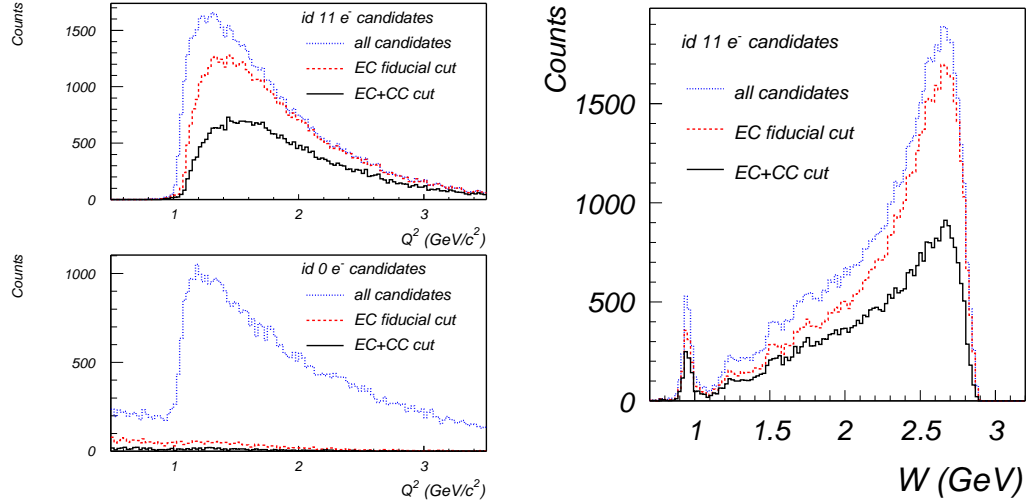 Counts
id 11 e- candidates
all candidates
EC fiducial cut
EC+CC cut
1500
1000
500
0
1
2
3
Q² (GeV/c²)
Counts
id 0 e- candidates
all candidates
EC fiducial cut
EC+CC cut
1000
500
0
1
2
3
Q² (GeV/c²)
Counts
id 11 e- candidates
all candidates
EC fiducial cut
EC+CC cut
1500
1000
500
0
1
1.5
2
2.5
3
W (GeV)